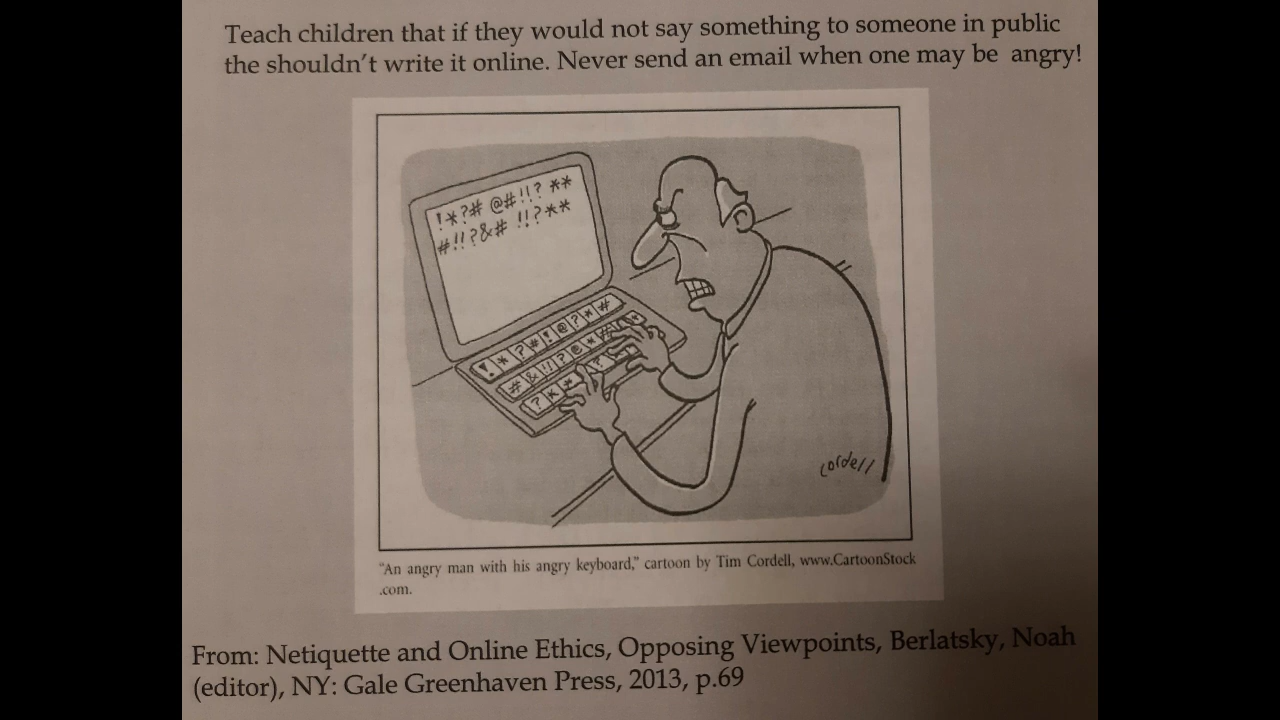 Teach children that if they would not say something to someone in public
the shouldn't write it online. Never send an email when one may be angry!
!*?# @#!!? **
#!!?&# !!?**
!*?#!@?*#
#&!!?@*#
?**
?
cordell
"An angry man with his angry keyboard," cartoon by Tim Cordell, www.CartoonStock
.com.
From: Netiquette and Online Ethics, Opposing Viewpoints, Berlatsky, Noah
(editor), NY: Gale Greenhaven Press, 2013, p.69